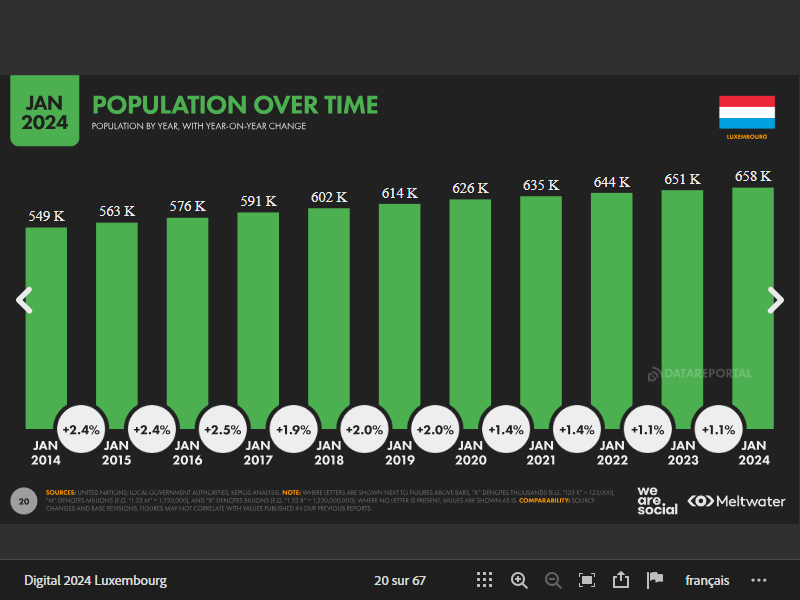 JAN
2024
POPULATION OVER TIME
POPULATION BY YEAR, WITH YEAR-ON-YEAR CHANGE
LUXEMBOURG
549 K 563 K 576 K 591 K 602 K 614 K 626 K 635 K 644 K 651 K 658 K
DATAREPORTAL
+2.4% +2.4% +2.5% +1.9% +2.0% +2.0% +1.4% +1.4% +1.1% +1.1%
JAN JAN JAN JAN JAN JAN JAN JAN JAN JAN JAN
2014 2015 2016 2017 2018 2019 2020 2021 2022 2023 2024
20
SOURCES: UNITED NATIONS; LOCAL GOVERNMENT AUTHORITIES; KEPIOS ANALYSIS. NOTE: WHERE LETTERS ARE SHOWN NEXT TO FIGURES ABOVE BARS, "K" DENOTES THOUSANDS (E.G. "123 K" = 123,000),
"M" DENOTES MILLIONS (E.G. "1.23 M" = 1,230,000), AND "B" DENOTES BILLIONS (E.G. "1.23 B" = 1,230,000,000). WHERE NO LETTER IS PRESENT, VALUES ARE SHOWN AS IS. COMPARABILITY: SOURCE
CHANGES AND BASE REVISIONS. FIGURES MAY NOT CORRELATE WITH VALUES PUBLISHED IN OUR PREVIOUS REPORTS.
we
are.
social
Meltwater
Digital 2024 Luxembourg
20 sur 67
français